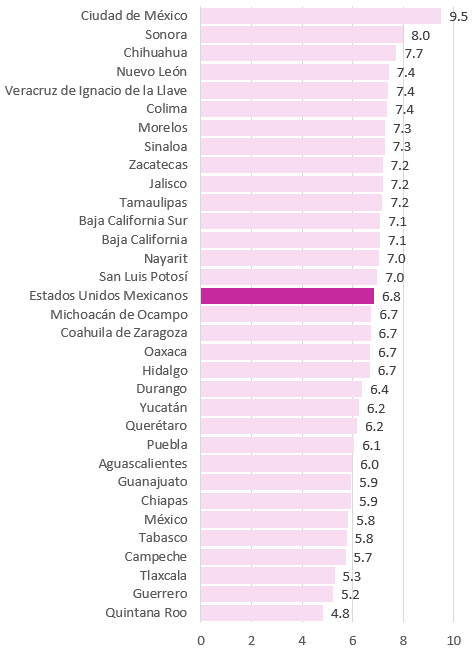 Ciudad de México 9.5
Sonora 8.0
Chihuahua 7.7
Nuevo León 7.4
Veracruz de Ignacio de la Llave 7.4
Colima 7.4
Morelos 7.3
Sinaloa 7.3
Zacatecas 7.2
Jalisco 7.2
Tamaulipas 7.2
Baja California Sur 7.1
Baja California 7.1
Nayarit 7.0
San Luis Potosí 7.0
Estados Unidos Mexicanos 6.8
Michoacán de Ocampo 6.7
Coahuila de Zaragoza 6.7
Oaxaca 6.7
Hidalgo 6.7
Durango 6.4
Yucatán 6.2
Querétaro 6.2
Puebla 6.1
Aguascalientes 6.0
Guanajuato 5.9
Chiapas 5.9
México 5.8
Tabasco 5.8
Campeche 5.7
Tlaxcala 5.3
Guerrero 5.2
Quintana Roo 4.8
0 2 4 6 8 10